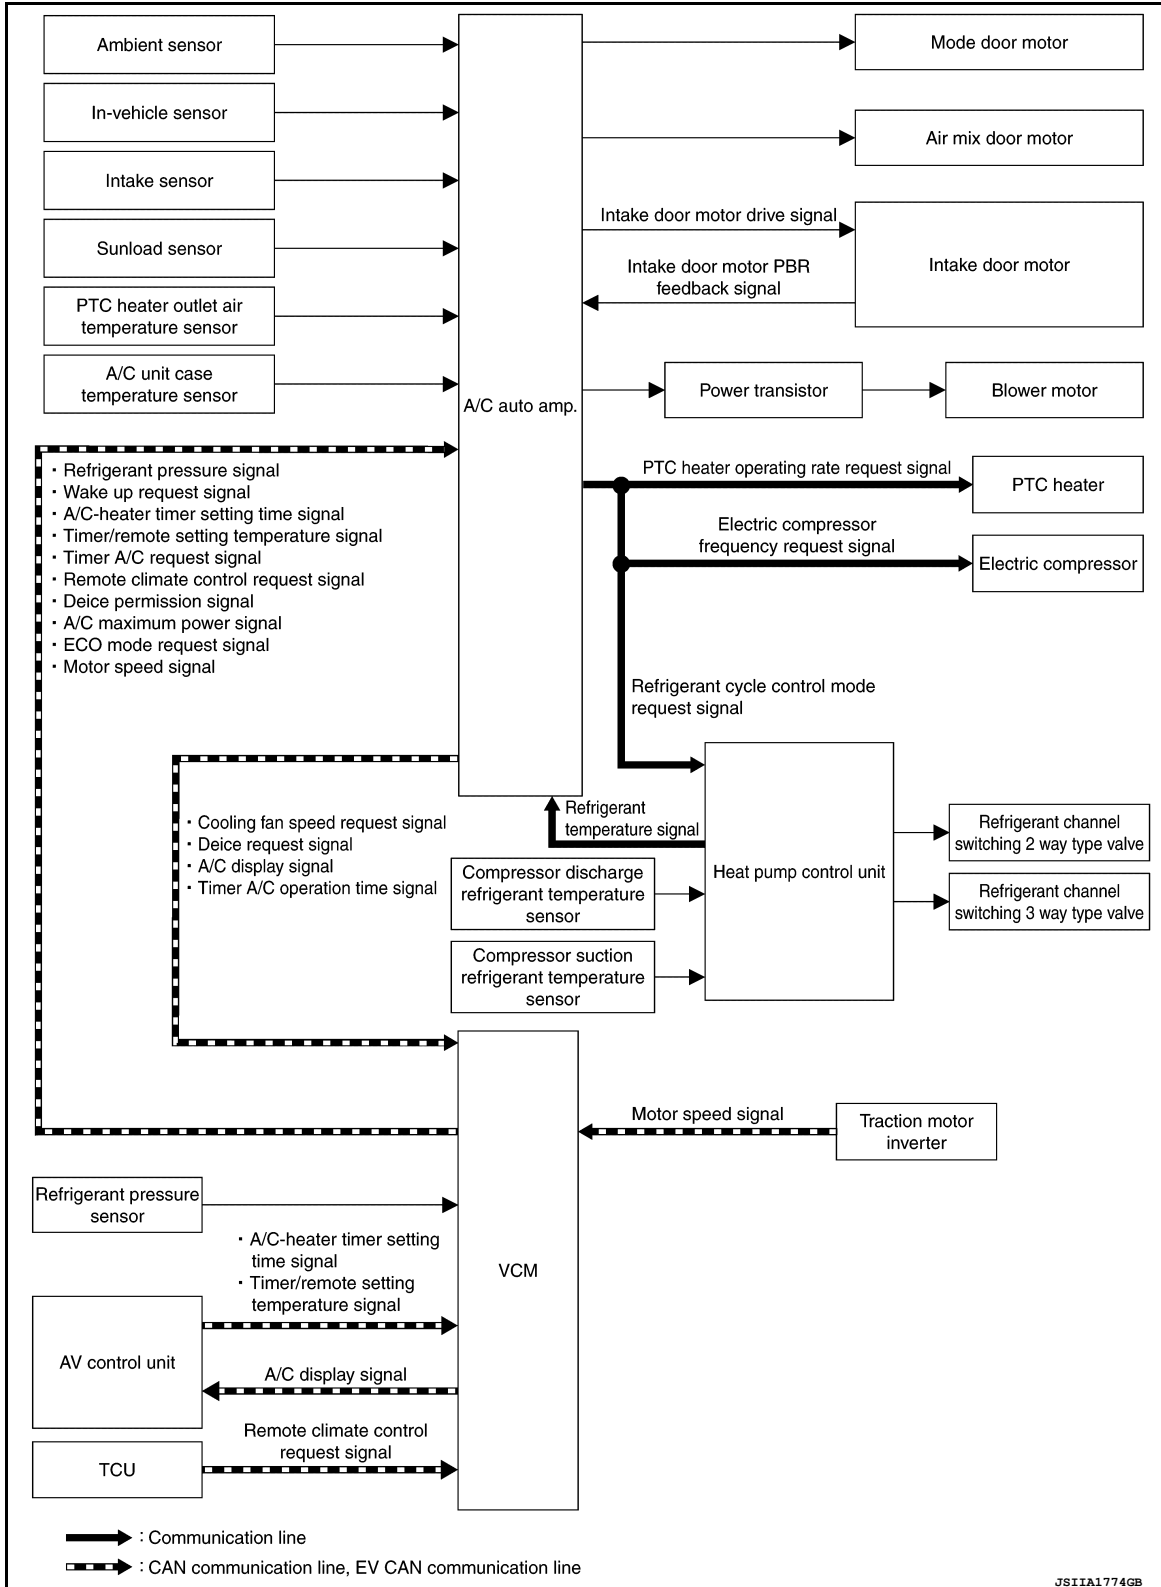 Ambient sensor
In-vehicle sensor
Intake sensor
Sunload sensor
PTC heater outlet air
temperature sensor
A/C unit case
temperature sensor
A/C auto amp.
Mode door motor
Air mix door motor
Intake door motor drive signal
Intake door motor PBR
feedback signal
Intake door motor
Power transistor
Blower motor
PTC heater operating rate request signal
PTC heater
Electric compressor
frequency request signal
Electric compressor
・Refrigerant pressure signal
・Wake up request signal
・A/C-heater timer setting time signal
・Timer/remote setting temperature signal
・Timer A/C request signal
・Remote climate control request signal
・Deice permission signal
・A/C maximum power signal
・ECO mode request signal
・Motor speed signal
Refrigerant cycle control mode
request signal
・Cooling fan speed request signal
・Deice request signal
・A/C display signal
・Timer A/C operation time signal
Refrigerant
temperature signal
Compressor discharge
refrigerant temperature
sensor
Compressor suction
refrigerant temperature
sensor
Heat pump control unit
Refrigerant channel
switching 2 way type valve
Refrigerant channel
switching 3 way type valve
Motor speed signal
Traction motor
inverter
Refrigerant pressure
sensor
・A/C-heater timer setting
time signal
・Timer/remote setting
temperature signal
VCM
AV control unit
A/C display signal
Remote climate control
request signal
TCU
: Communication line
: CAN communication line, EV CAN communication line
JSIIA1774GB